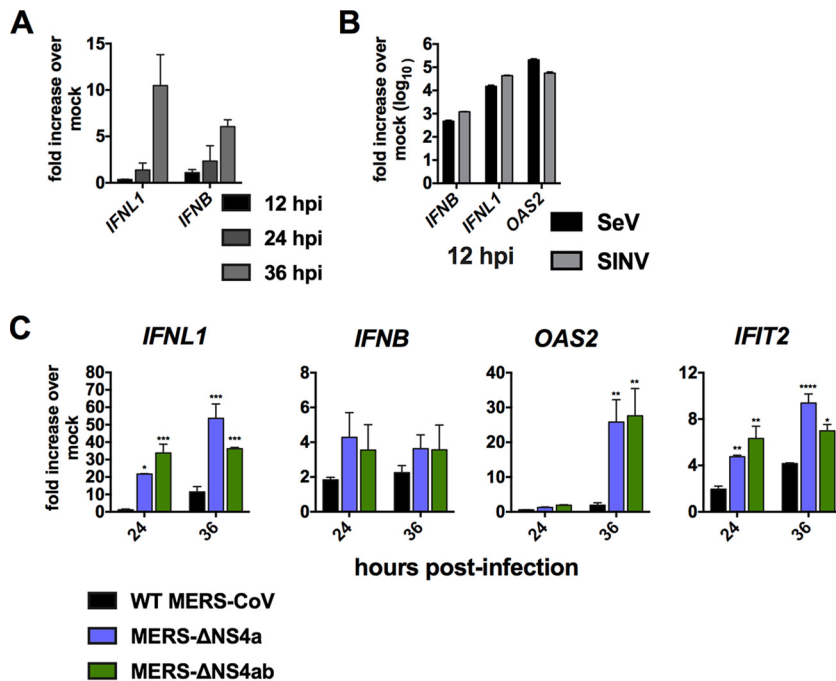 A
fold increase over
mock
15
10
5
0
IFNL1
IFNB
12 hpi
24 hpi
36 hpi
B
fold increase over
mock (log10)
6
5
4
3
2
1
0
IFNB
IFNL1
OAS2
12 hpi
SeV
SINV
C
fold increase over
mock
IFNL1
80
70
60
50
40
30
20
10
0
*
***
***
***
24
36
IFNB
8
6
4
2
0
24
36
OAS2
40
30
20
10
0
**
**
24
36
IFIT2
12
8
4
0
**
**
****
*
24
36
hours post-infection
WT MERS-CoV
MERS-ΔNS4a
MERS-ΔNS4ab